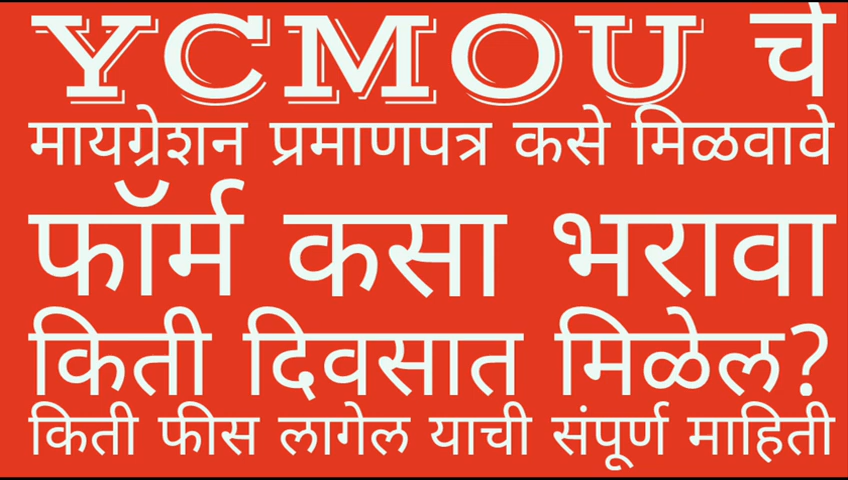 YCMOU चे
मायग्रेशन प्रमाणपत्र कसे मिळवावे
फॉर्म कसा भरावा
किती दिवसात मिळेल?
किती फीस लागेल याची संपूर्ण माहिती